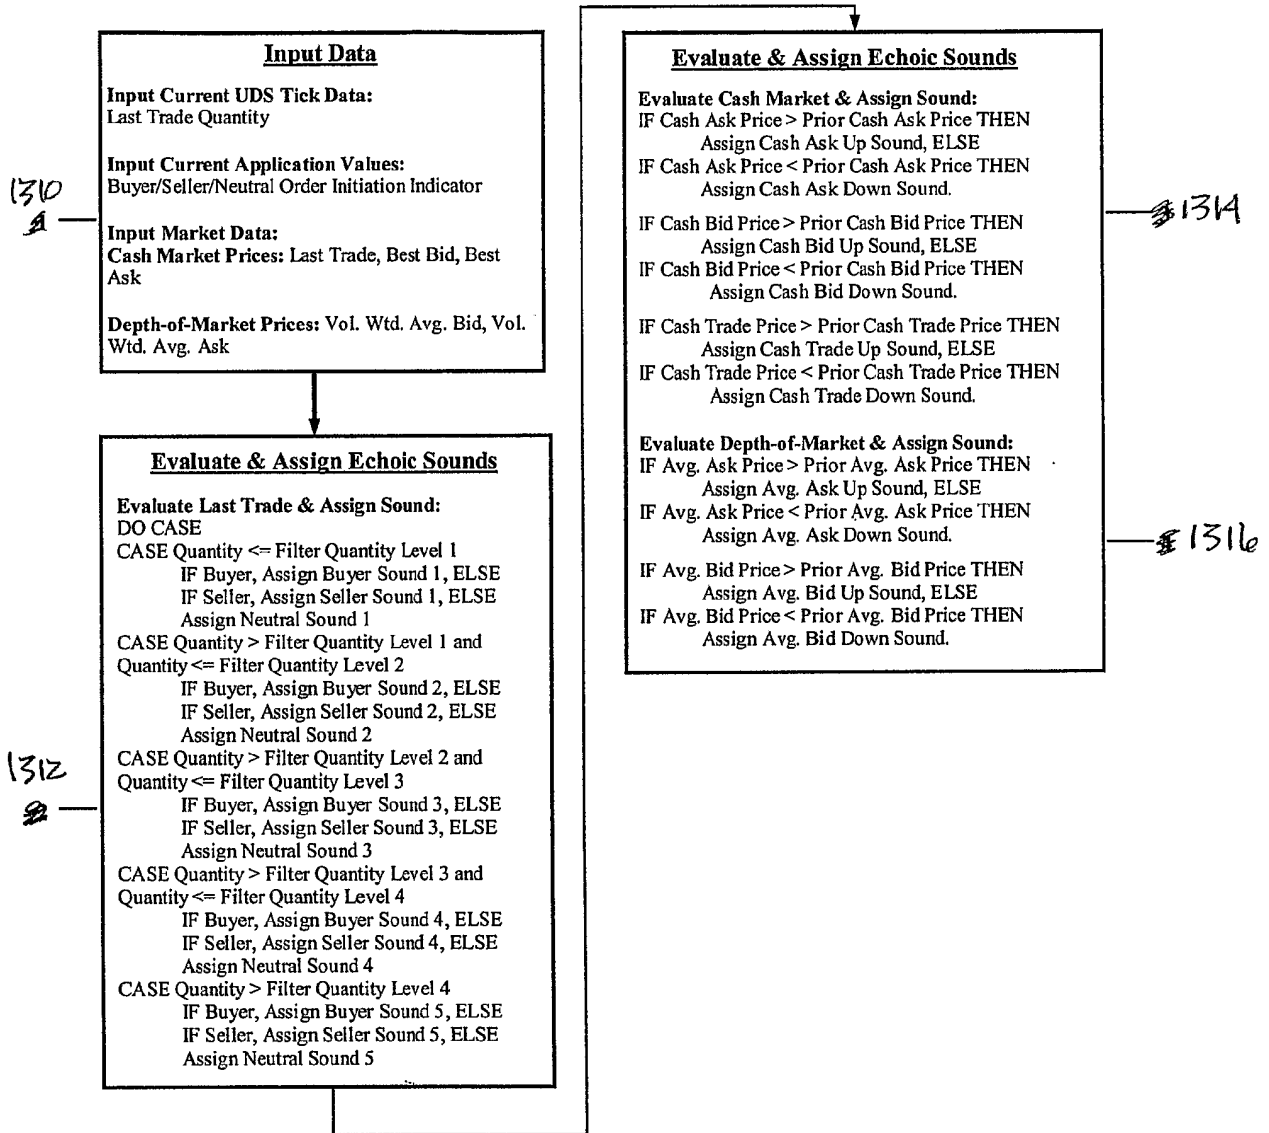 Input Data
Input Current UDS Tick Data:
Last Trade Quantity
Input Current Application Values:
Buyer/Seller/Neutral Order Initiation Indicator
Input Market Data:
Cash Market Prices: Last Trade, Best Bid, Best
Ask
Depth-of-Market Prices: Vol. Wtd. Avg. Bid, Vol.
Wtd. Avg. Ask
1310
Evaluate & Assign Echoic Sounds
Evaluate Last Trade & Assign Sound:
DO CASE
CASE Quantity <= Filter Quantity Level 1
IF Buyer, Assign Buyer Sound 1, ELSE
IF Seller, Assign Seller Sound 1, ELSE
Assign Neutral Sound 1
CASE Quantity > Filter Quantity Level 1 and
Quantity <= Filter Quantity Level 2
IF Buyer, Assign Buyer Sound 2, ELSE
IF Seller, Assign Seller Sound 2, ELSE
Assign Neutral Sound 2
CASE Quantity > Filter Quantity Level 2 and
Quantity <= Filter Quantity Level 3
IF Buyer, Assign Buyer Sound 3, ELSE
IF Seller, Assign Seller Sound 3, ELSE
Assign Neutral Sound 3
CASE Quantity > Filter Quantity Level 3 and
Quantity <= Filter Quantity Level 4
IF Buyer, Assign Buyer Sound 4, ELSE
IF Seller, Assign Seller Sound 4, ELSE
Assign Neutral Sound 4
CASE Quantity > Filter Quantity Level 4
IF Buyer, Assign Buyer Sound 5, ELSE
IF Seller, Assign Seller Sound 5, ELSE
Assign Neutral Sound 5
1312
Evaluate & Assign Echoic Sounds
Evaluate Cash Market & Assign Sound:
IF Cash Ask Price > Prior Cash Ask Price THEN
Assign Cash Ask Up Sound, ELSE
IF Cash Ask Price < Prior Cash Ask Price THEN
Assign Cash Ask Down Sound.
IF Cash Bid Price > Prior Cash Bid Price THEN
Assign Cash Bid Up Sound, ELSE
IF Cash Bid Price < Prior Cash Bid Price THEN
Assign Cash Bid Down Sound.
IF Cash Trade Price > Prior Cash Trade Price THEN
Assign Cash Trade Up Sound, ELSE
IF Cash Trade Price < Prior Cash Trade Price THEN
Assign Cash Trade Down Sound.
1314
Evaluate Depth-of-Market & Assign Sound:
IF Avg. Ask Price > Prior Avg. Ask Price THEN
Assign Avg. Ask Up Sound, ELSE
IF Avg. Ask Price < Prior Avg. Ask Price THEN
Assign Avg. Ask Down Sound.
IF Avg. Bid Price > Prior Avg. Bid Price THEN
Assign Avg. Bid Up Sound, ELSE
IF Avg. Bid Price < Prior Avg. Bid Price THEN
Assign Avg. Bid Down Sound.
1316